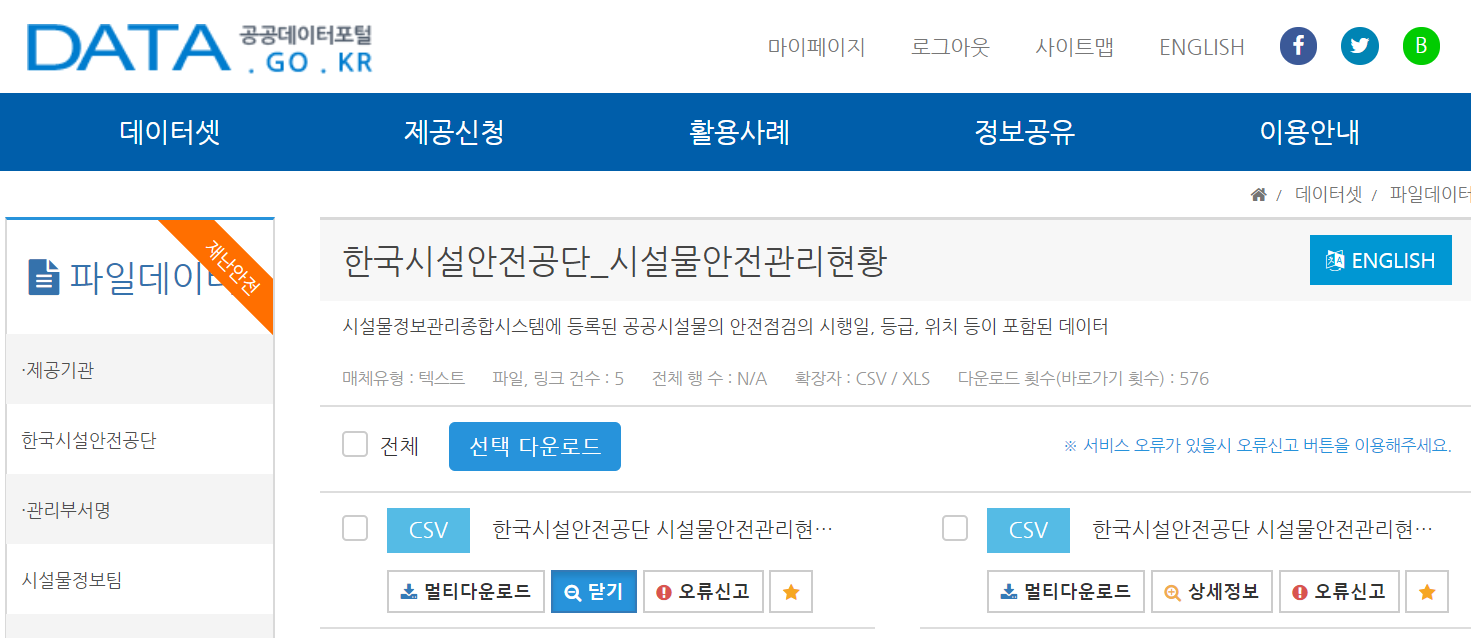 DATA 공공데이터포털
.GO.KR
마이페이지 로그아웃 사이트맵 ENGLISH f B
데이터셋 제공신청 활용사례 정보공유 이용안내
/ 데이터셋 / 파일데이터
재난안전
파일데이터
·제공기관
한국시설안전공단
·관리부서명
시설물정보팀
한국시설안전공단_시설물안전관리현황
ENGLISH
시설물정보관리종합시스템에 등록된 공공시설물의 안전점검의 시행일, 등급, 위치 등이 포함된 데이터
매체유형 : 텍스트 파일, 링크 건수 : 5 전체 행 수 : N/A 확장자 : CSV / XLS 다운로드 횟수(바로가기 횟수) : 576
전체 선택 다운로드 ※ 서비스 오류가 있을시 오류신고 버튼을 이용해주세요.
CSV 한국시설안전공단 시설물안전관리현…
멀티다운로드 닫기 오류신고
CSV 한국시설안전공단 시설물안전관리현…
멀티다운로드 상세정보 오류신고